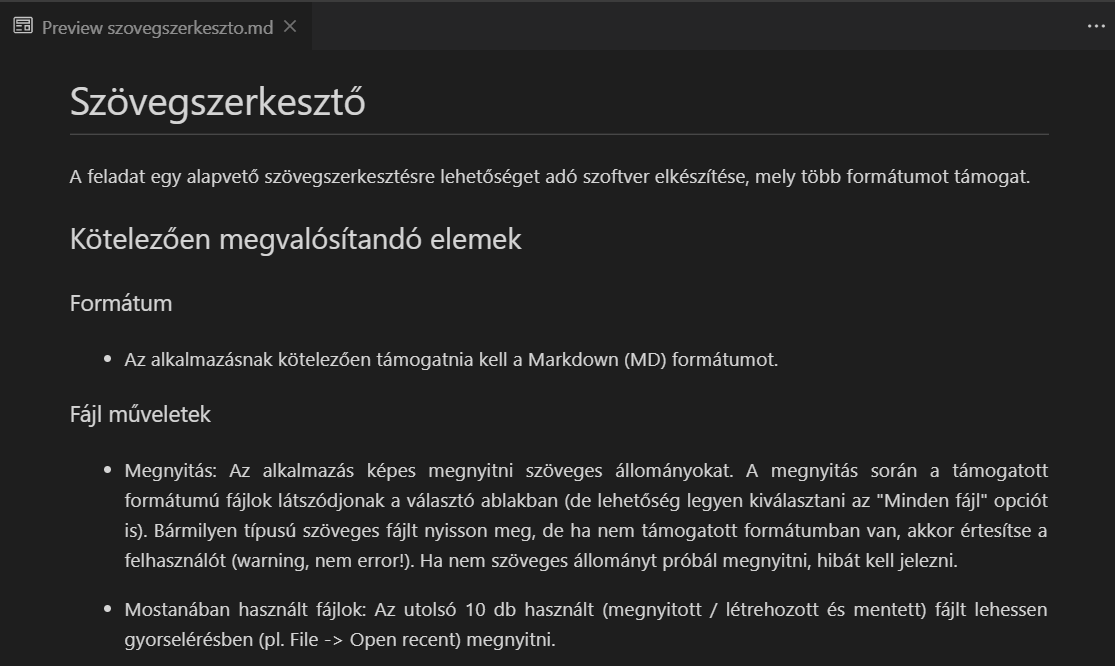 Preview szovegszerkeszto.md
Szövegszerkesztő
A feladat egy alapvető szövegszerkesztésre lehetőséget adó szoftver elkészítése, mely több formátumot támogat.
Kötelezően megvalósítandó elemek
Formátum
• Az alkalmazásnak kötelezően támogatnia kell a Markdown (MD) formátumot.
Fájl műveletek
• Megnyitás: Az alkalmazás képes megnyitni szöveges állományokat. A megnyitás során a támogatott
formátumú fájlok látszódjonak a választó ablakban (de lehetőség legyen kiválasztani az "Minden fájl" opciót
is). Bármilyen típusú szöveges fájlt nyisson meg, de ha nem támogatott formátumban van, akkor értesítse a
felhasználót (warning, nem error!). Ha nem szöveges állományt próbál megnyitni, hibát kell jelezni.
• Mostanában használt fájlok: Az utolsó 10 db használt (megnyitott / létrehozott és mentett) fájlt lehessen
gyorselérésben (pl. File -> Open recent) megnyitni.